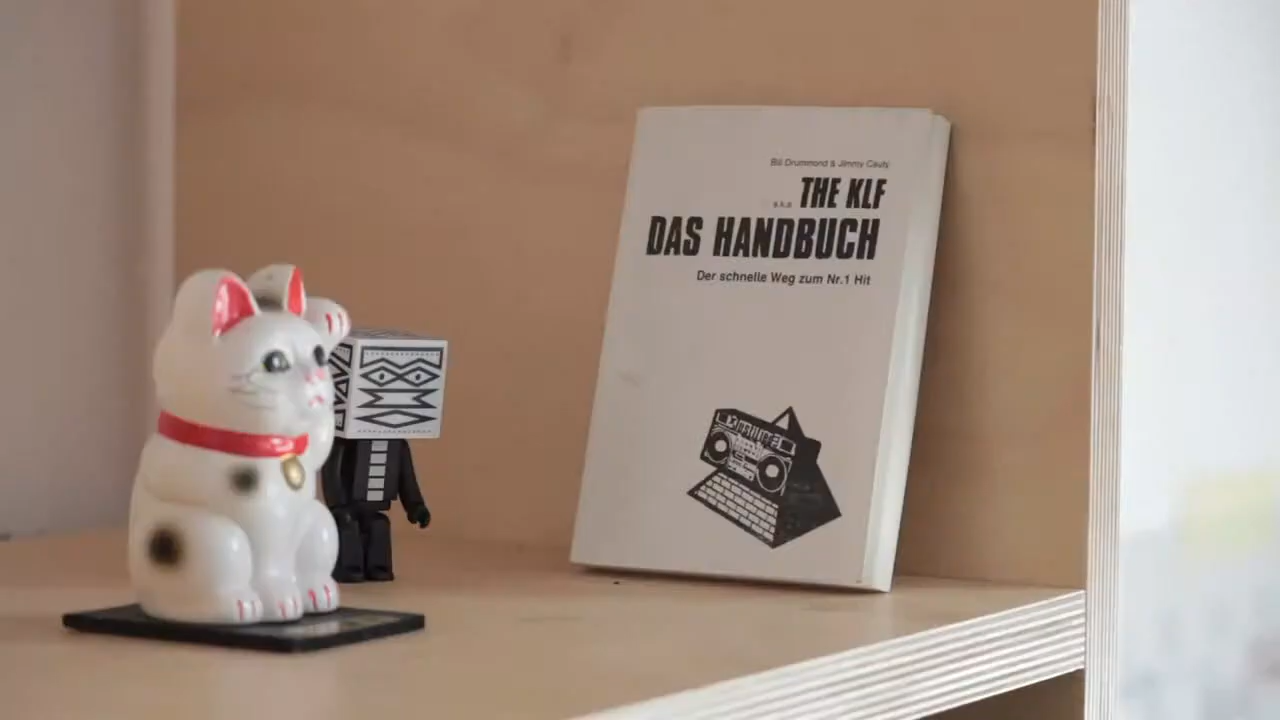 Bill Drummond & Jimmy Cauty
a.k.a THE KLF
DAS HANDBUCH
Der schnelle Weg zum Nr.1 Hit